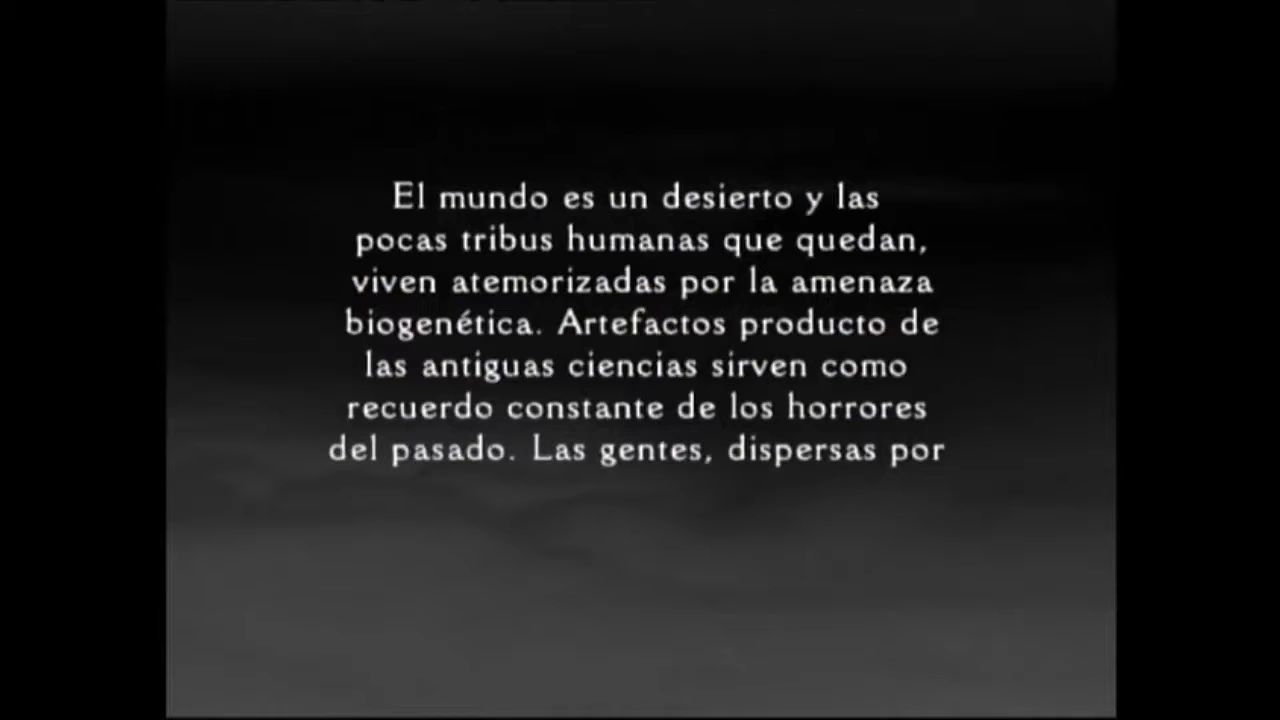 El mundo es un desierto y las
pocas tribus humanas que quedan,
viven atemorizadas por la amenaza
biogenética. Artefactos producto de
las antiguas ciencias sirven como
recuerdo constante de los horrores
del pasado. Las gentes, dispersas por